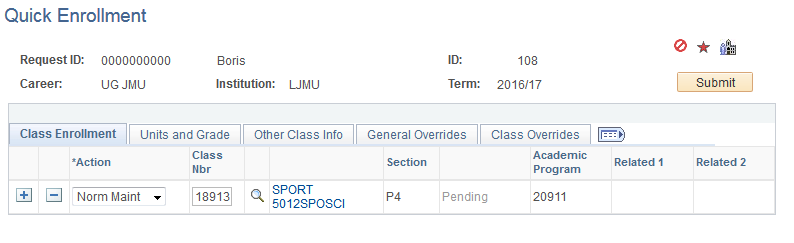 Quick Enrollment
Request ID: 0000000000 Boris ID: 108
Career: UG JMU Institution: LJMU Term: 2016/17
Submit
Class Enrollment Units and Grade Other Class Info General Overrides Class Overrides
*Action Class Nbr Section Academic Program Related 1 Related 2
Norm Maint 18913 SPORT 5012SPOSCI P4 Pending 20911